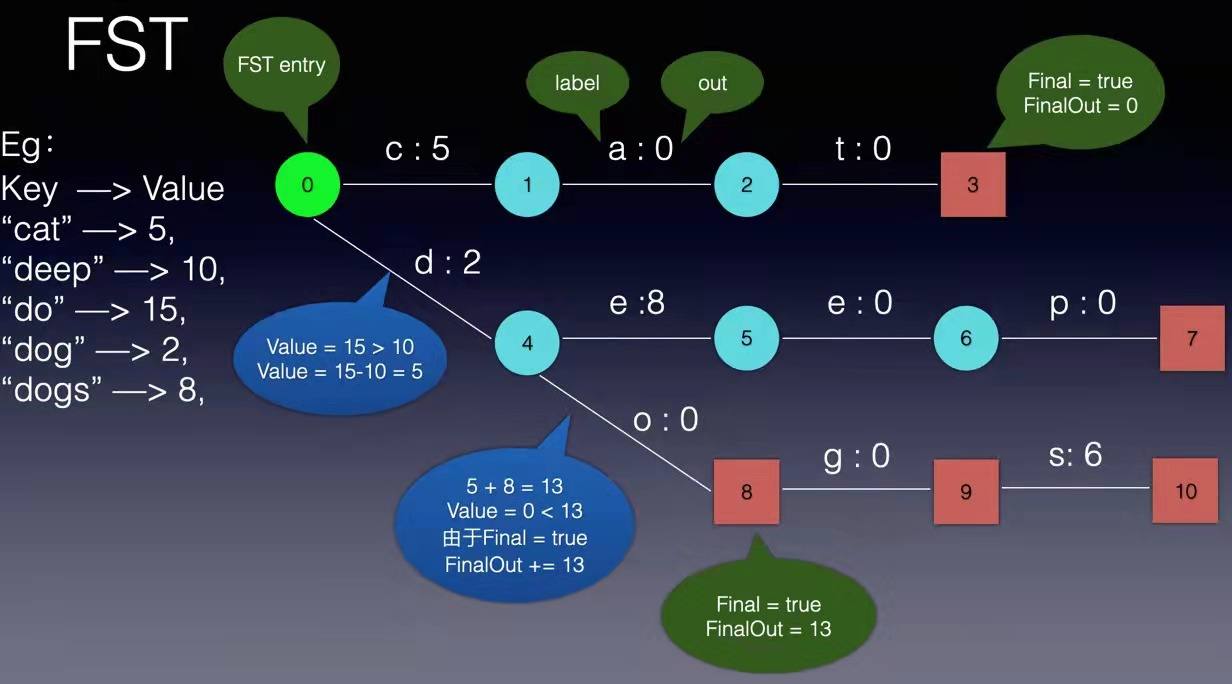 FST
FST entry
label
out
Final = true
FinalOut = 0
Eg：
Key —> Value
“cat” —> 5,
“deep” —> 10,
“do” —> 15,
“dog” —> 2,
“dogs” —> 8,
c : 5
a : 0
t : 0
0
1
2
3
d : 2
e :8
e : 0
p : 0
4
5
6
7
Value = 15 > 10
Value = 15-10 = 5
o : 0
g : 0
s: 6
8
9
10
5 + 8 = 13
Value = 0 < 13
由于Final = true
FinalOut += 13
Final = true
FinalOut = 13